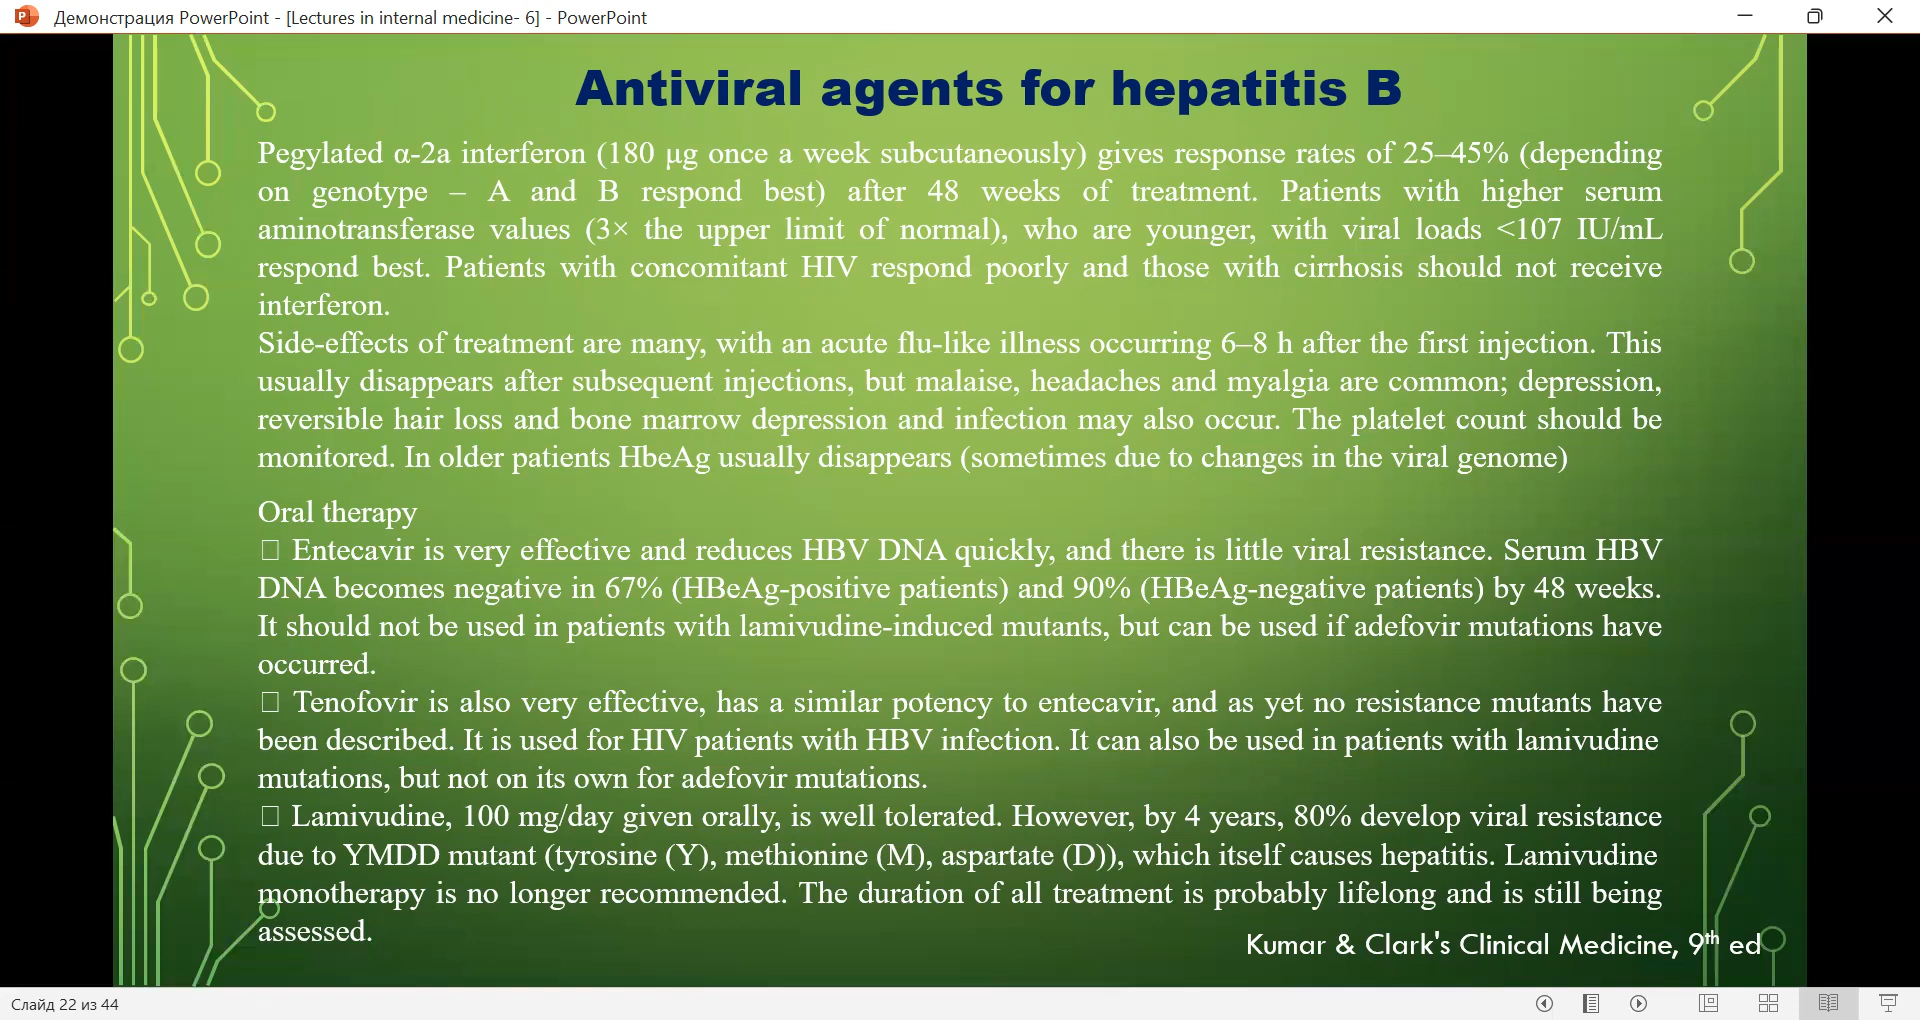 Демонстрация PowerPoint - [Lectures in internal medicine- 6] - PowerPoint
Antiviral agents for hepatitis B
Pegylated α-2a interferon (180 μg once a week subcutaneously) gives response rates of 25–45% (depending
on genotype – A and B respond best) after 48 weeks of treatment. Patients with higher serum
aminotransferase values (3× the upper limit of normal), who are younger, with viral loads <107 IU/mL
respond best. Patients with concomitant HIV respond poorly and those with cirrhosis should not receive
interferon.
Side-effects of treatment are many, with an acute flu-like illness occurring 6–8 h after the first injection. This
usually disappears after subsequent injections, but malaise, headaches and myalgia are common; depression,
reversible hair loss and bone marrow depression and infection may also occur. The platelet count should be
monitored. In older patients HbeAg usually disappears (sometimes due to changes in the viral genome)
Oral therapy
□ Entecavir is very effective and reduces HBV DNA quickly, and there is little viral resistance. Serum HBV
DNA becomes negative in 67% (HBeAg-positive patients) and 90% (HBeAg-negative patients) by 48 weeks.
It should not be used in patients with lamivudine-induced mutants, but can be used if adefovir mutations have
occurred.
□ Tenofovir is also very effective, has a similar potency to entecavir, and as yet no resistance mutants have
been described. It is used for HIV patients with HBV infection. It can also be used in patients with lamivudine
mutations, but not on its own for adefovir mutations.
□ Lamivudine, 100 mg/day given orally, is well tolerated. However, by 4 years, 80% develop viral resistance
due to YMDD mutant (tyrosine (Y), methionine (M), aspartate (D)), which itself causes hepatitis. Lamivudine
monotherapy is no longer recommended. The duration of all treatment is probably lifelong and is still being
assessed.
Kumar & Clark's Clinical Medicine, 9th ed
Слайд 22 из 44